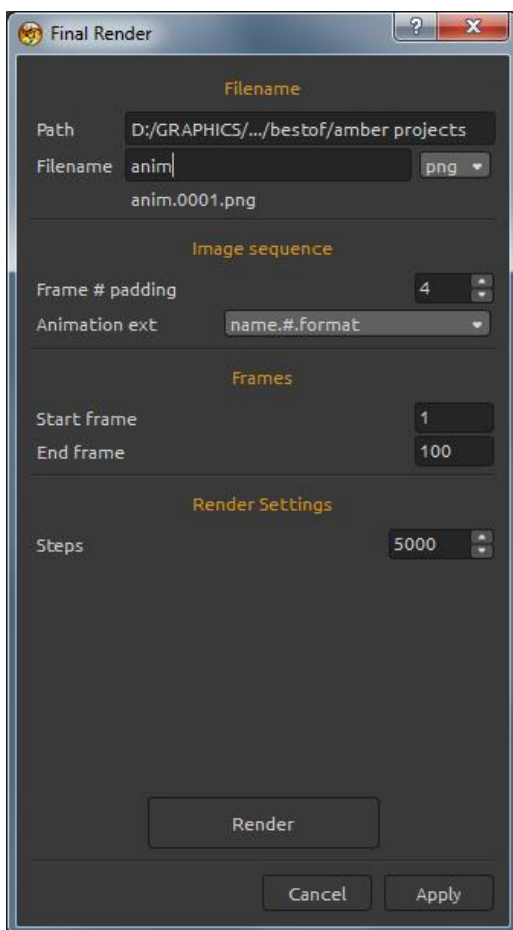 Final Render
?
X
Filename
Path D:/GRAPHICS/.../bestof/amber projects
Filename anim png
anim.0001.png
Image sequence
Frame # padding 4
Animation ext name.#.format
Frames
Start frame 1
End frame 100
Render Settings
Steps 5000
Render
Cancel Apply